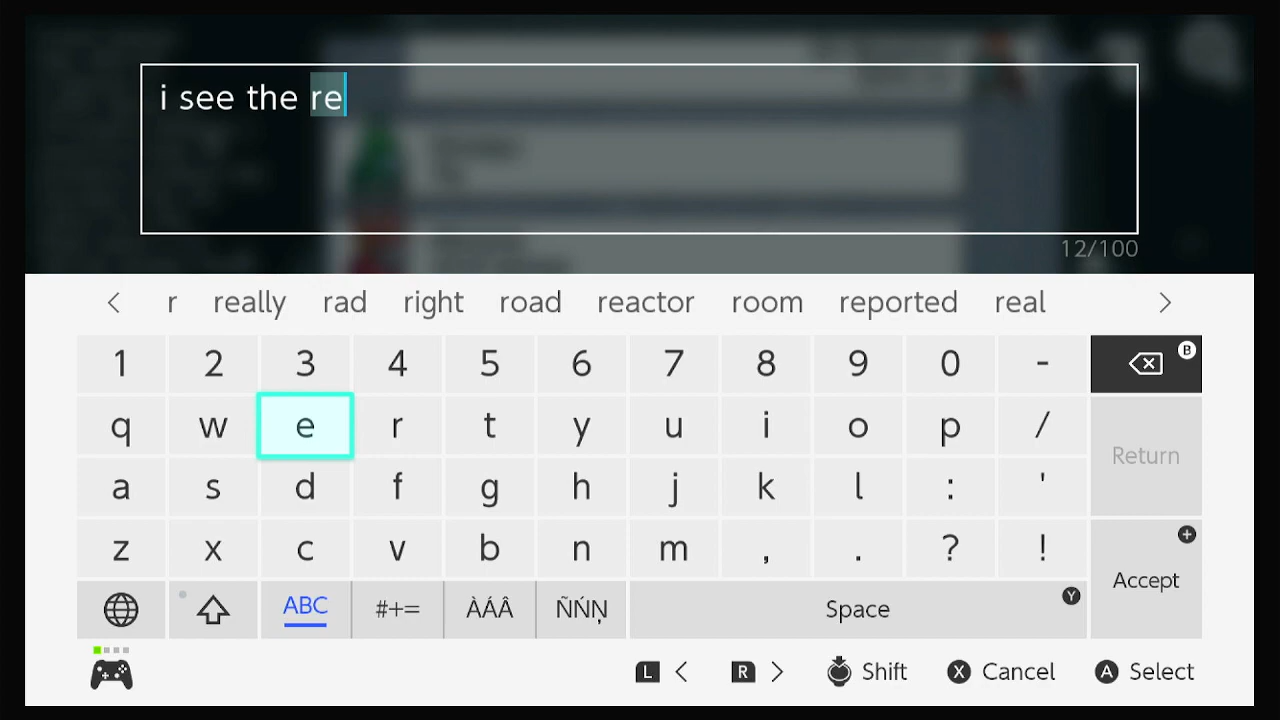 i see the re
12/100
< r really rad right road reactor room reported real >
1 2 3 4 5 6 7 8 9 0 - B
q w e r t y u i o p /
Return
a s d f g h j k l : '
z x c v b n m , . ? ! +
Accept
ABC #+= ÀÁÂ ÑŃŅ Space Y
L < R > Shift X Cancel A Select